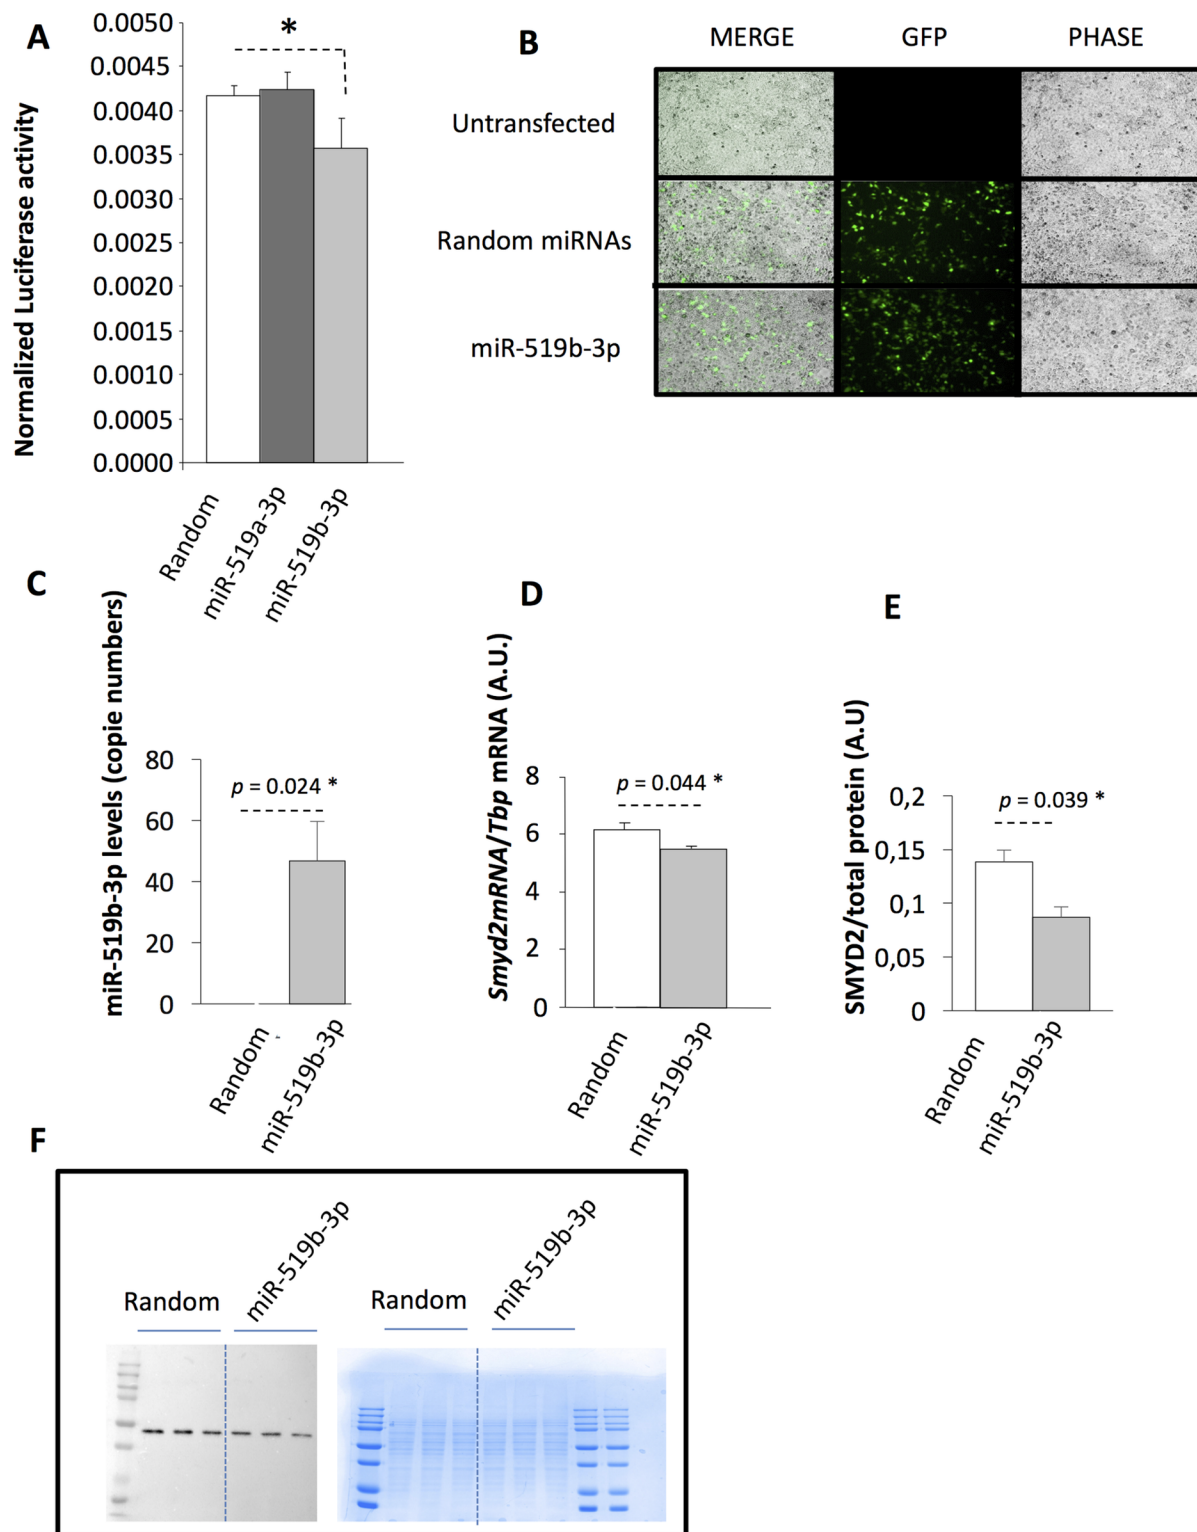 A
Normalized Luciferase activity
0.0050
0.0045
0.0040
0.0035
0.0030
0.0025
0.0020
0.0015
0.0010
0.0005
0.0000
*
Random
miR-519a-3p
miR-519b-3p
B
MERGE GFP PHASE
Untransfected
Random miRNAs
miR-519b-3p
C
miR-519b-3p levels (copie numbers)
80
60
40
20
0
p = 0.024 *
Random
miR-519b-3p
D
Smyd2mRNA/Tbp mRNA (A.U.)
8
6
4
2
0
p = 0.044 *
Random
miR-519b-3p
E
SMYD2/total protein (A.U)
0,2
0,15
0,1
0,05
0
p = 0.039 *
Random
miR-519b-3p
F
Random
miR-519b-3p
Random
miR-519b-3p